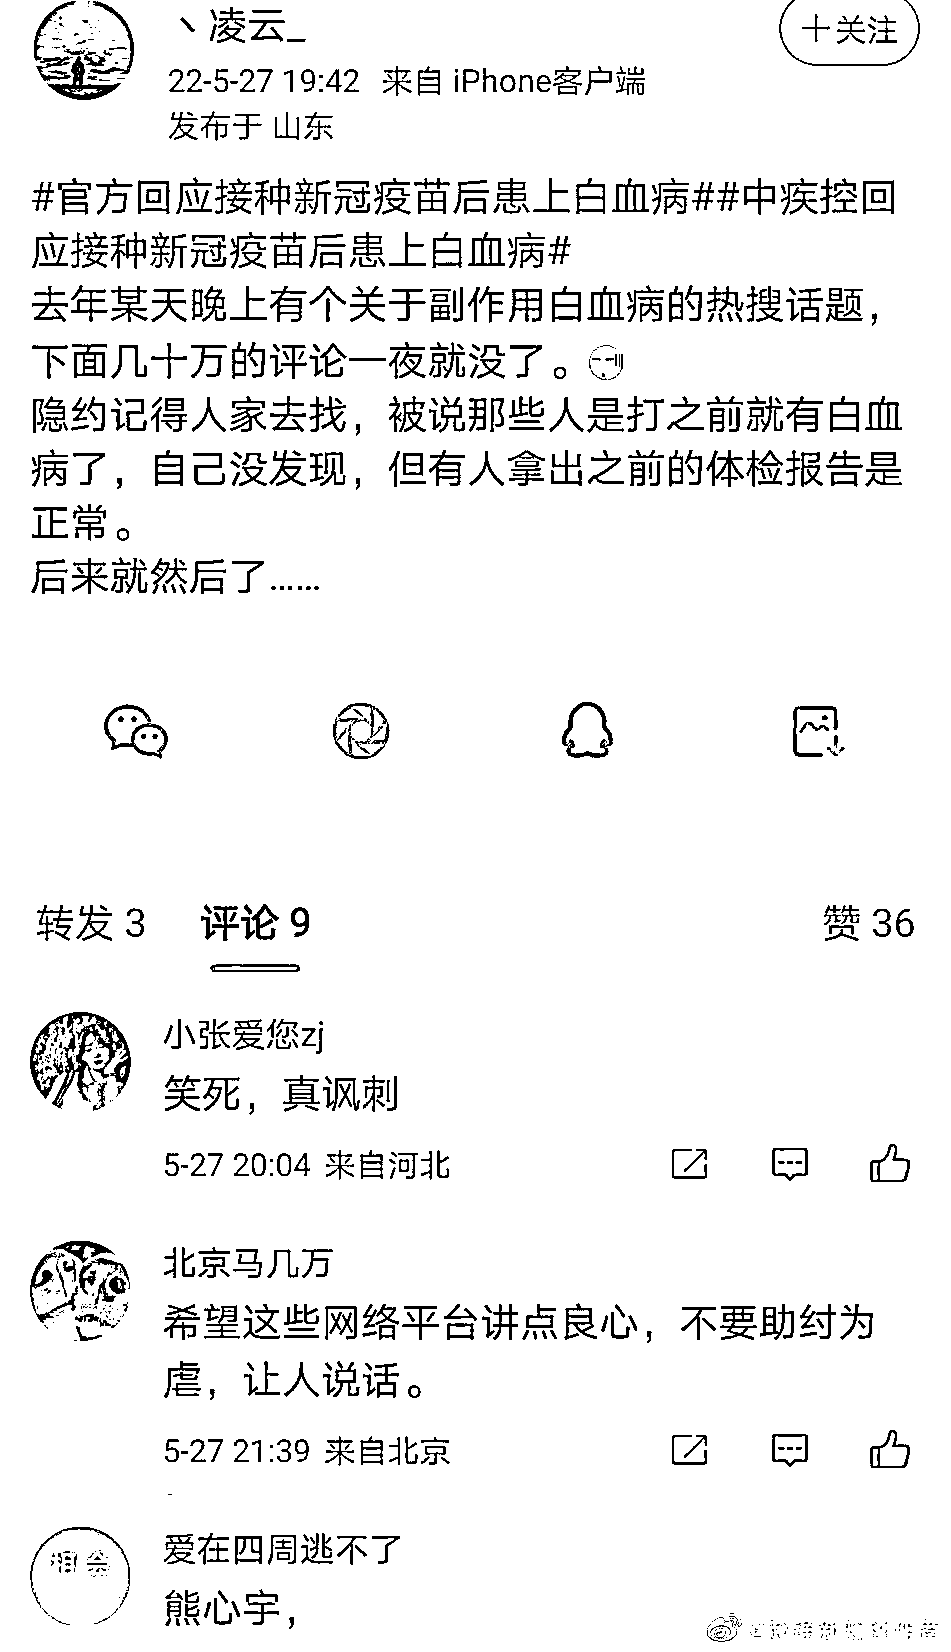 丶凌云_
十关注
22-5-27 19:42 来自 iPhone客户端
发布于 山东
#官方回应接种新冠疫苗后患上白血病##中疾控回
应接种新冠疫苗后患上白血病#
去年某天晚上有个关于副作用白血病的热搜话题，
下面几十万的评论一夜就没了。
隐约记得人家去找，被说那些人是打之前就有白血
病了，自己没发现，但有人拿出之前的体检报告是
正常。
后来就然后了......
转发 3 评论 9 赞 36
小张爱您zj
笑死，真讽刺
5-27 20:04 来自河北
北京马几万
希望这些网络平台讲点良心，不要助纣为
虐，让人说话。
5-27 21:39 来自北京
爱在四周逃不了
熊心宇，